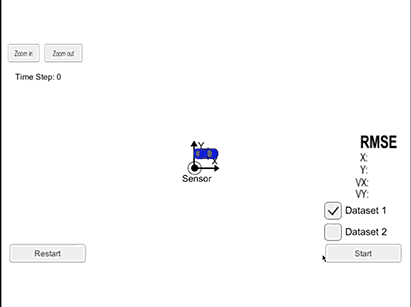 Zoom in
Zoom out
Time Step: 0
Y
X
Sensor
RMSE
X:
Y:
VX:
VY:
Dataset 1
Dataset 2
Restart
Start